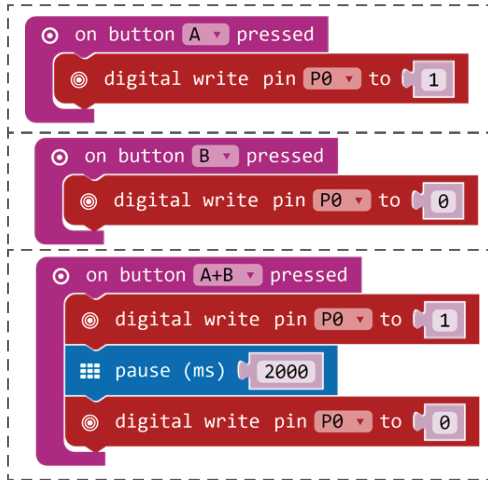 on button A pressed
digital write pin P0 to 1
on button B pressed
digital write pin P0 to 0
on button A+B pressed
digital write pin P0 to 1
pause (ms) 2000
digital write pin P0 to 0